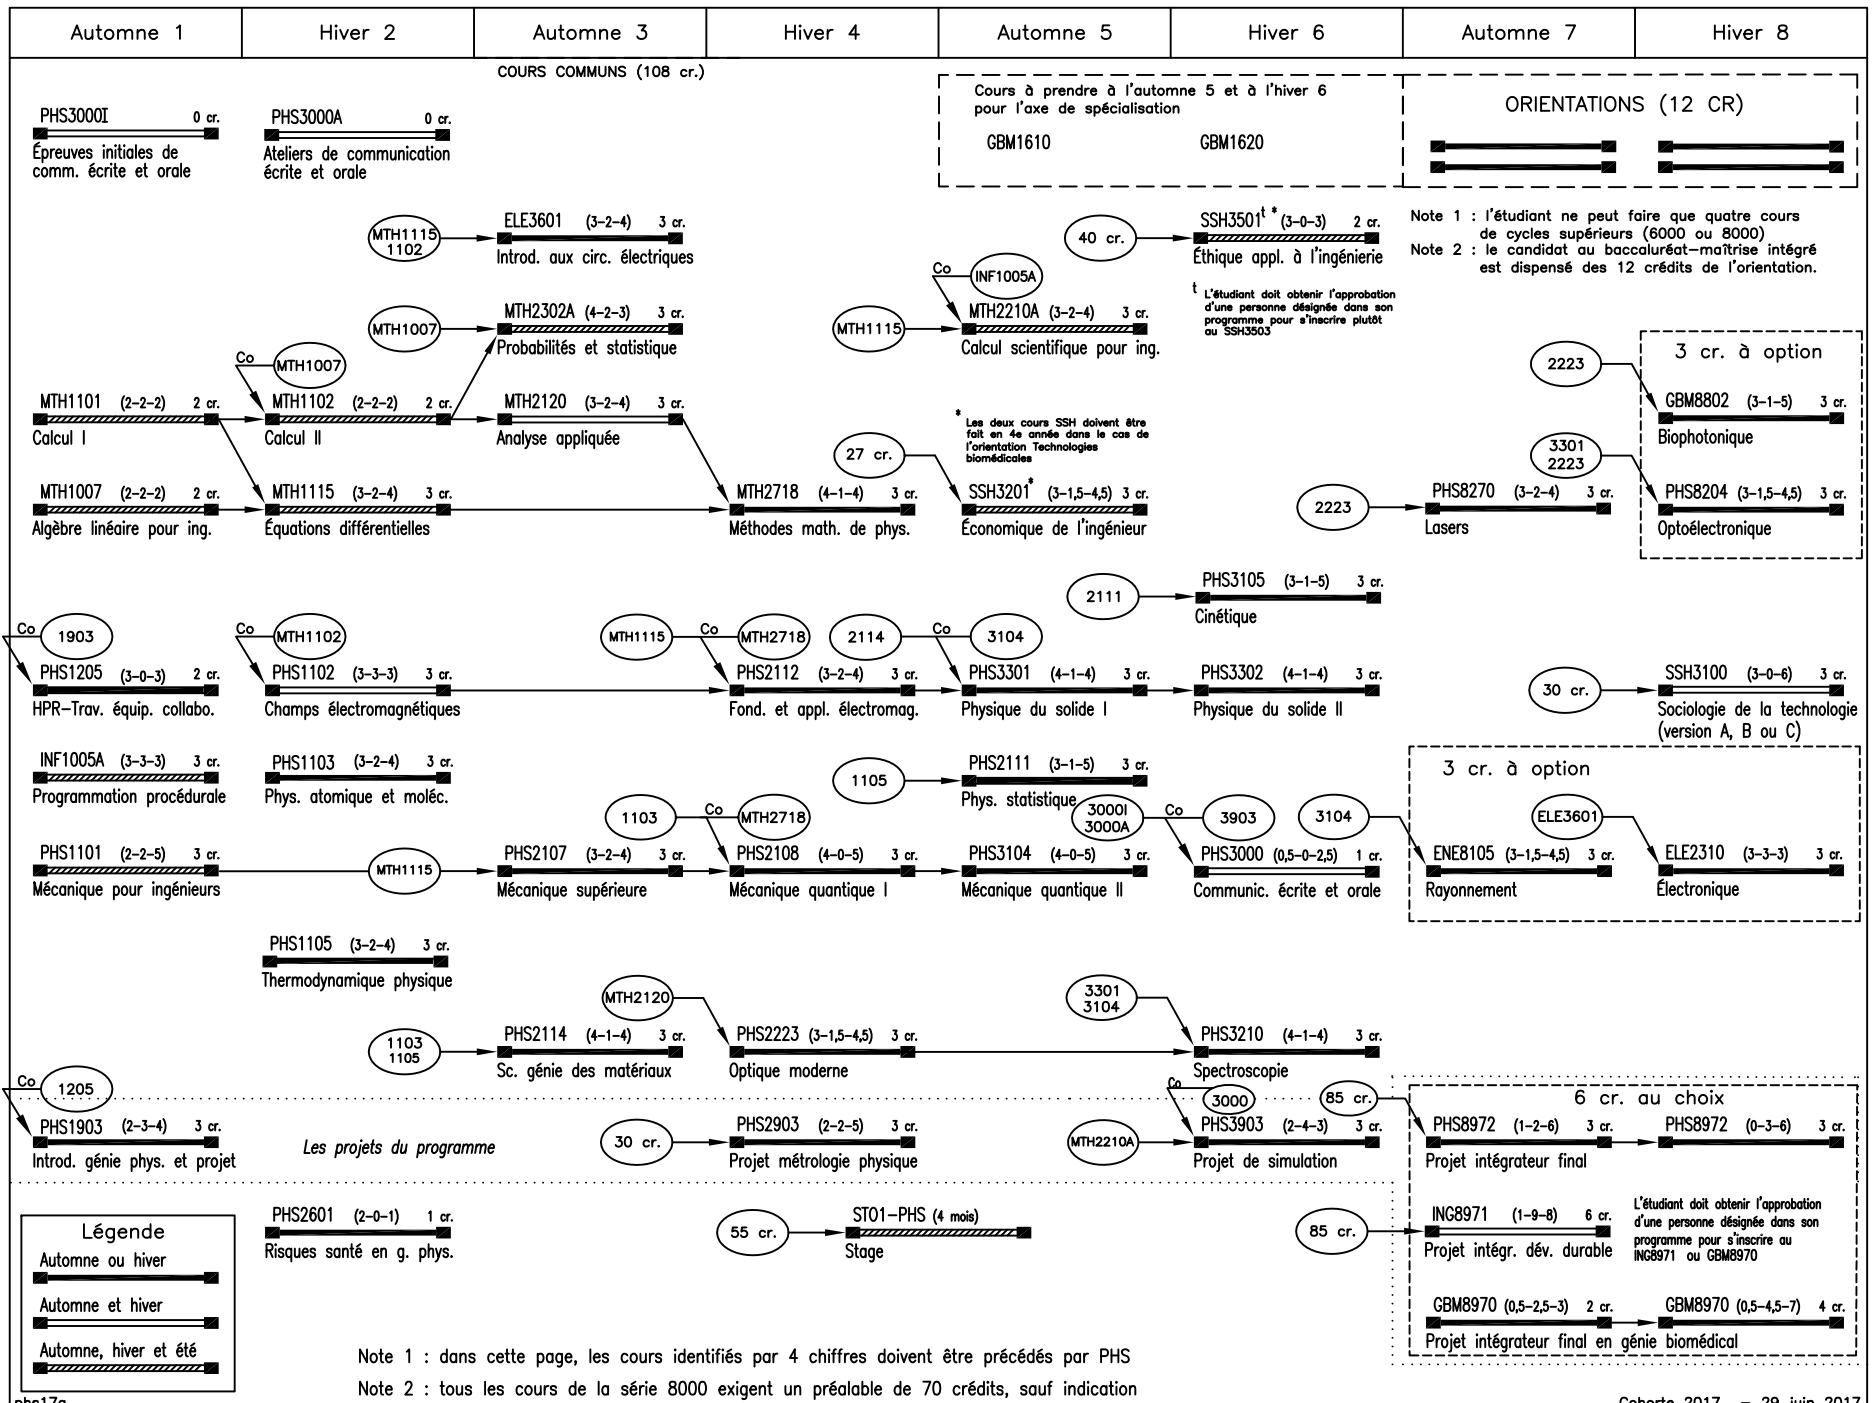 Automne 1
Hiver 2
Automne 3
Hiver 4
Automne 5
Hiver 6
Automne 7
Hiver 8
COURS COMMUNS (108 cr.)
Cours à prendre à l'automne 5 et à l'hiver 6
pour l'axe de spécialisation
GBM1610
GBM1620
ORIENTATIONS (12 CR)
PHS3000I 0 cr.
Épreuves initiales de
comm. écrite et orale
PHS3000A 0 cr.
Ateliers de communication
écrite et orale
MTH1115
1102
ELE3601 (3-2-4) 3 cr.
Introd. aux circ. électriques
40 cr.
SSH3501 t * (3-0-3) 2 cr.
Éthique appl. à l'ingénierie
Note 1 : l'étudiant ne peut faire que quatre cours
de cycles supérieurs (6000 ou 8000)
Note 2 : le candidat au baccaluréat-maîtrise intégré
est dispensé des 12 crédits de l'orientation.
t L'étudiant doit obtenir l'approbation
d'une personne désignée dans son
programme pour s'inscrire plutôt
au SSH3503
MTH1007
MTH2302A (4-2-3) 3 cr.
Probabilités et statistique
MTH1115
Co
INF1005A
MTH2210A (3-2-4) 3 cr.
Calcul scientifique pour ing.
Co
MTH1007
MTH1101 (2-2-2) 2 cr.
Calcul I
MTH1102 (2-2-2) 2 cr.
Calcul II
MTH2120 (3-2-4) 3 cr.
Analyse appliquée
* Les deux cours SSH doivent être
fait en 4e année dans le cas de
l'orientation Technologies
biomédicales
2223
3 cr. à option
GBM8802 (3-1-5) 3 cr.
Biophotonique
MTH1007 (2-2-2) 2 cr.
Algèbre linéaire pour ing.
MTH1115 (3-2-4) 3 cr.
Équations différentielles
MTH2718 (4-1-4) 3 cr.
Méthodes math. de phys.
27 cr.
SSH3201* (3-1,5-4,5) 3 cr.
Économique de l'ingénieur
2223
PHS8270 (3-2-4) 3 cr.
Lasers
3301
2223
PHS8204 (3-1,5-4,5) 3 cr.
Optoélectronique
2111
PHS3105 (3-1-5) 3 cr.
Cinétique
Co
1903
PHS1205 (3-0-3) 2 cr.
HPR-Trav. équip. collabo.
Co
MTH1102
PHS1102 (3-3-3) 3 cr.
Champs électromagnétiques
MTH1115
Co
MTH2718
PHS2112 (3-2-4) 3 cr.
Fond. et appl. électromag.
2114
Co
3104
PHS3301 (4-1-4) 3 cr.
Physique du solide I
PHS3302 (4-1-4) 3 cr.
Physique du solide II
30 cr.
SSH3100 (3-0-6) 3 cr.
Sociologie de la technologie
(version A, B ou C)
INF1005A (3-3-3) 3 cr.
Programmation procédurale
PHS1103 (3-2-4) 3 cr.
Phys. atomique et moléc.
1105
PHS2111 (3-1-5) 3 cr.
Phys. statistique
3 cr. à option
PHS1101 (2-2-5) 3 cr.
Mécanique pour ingénieurs
MTH1115
PHS2107 (3-2-4) 3 cr.
Mécanique supérieure
1103
Co
MTH2718
PHS2108 (4-0-5) 3 cr.
Mécanique quantique I
PHS3104 (4-0-5) 3 cr.
Mécanique quantique II
3000I
3000A
Co
3903
PHS3000 (0,5-0-2,5) 1 cr.
Communic. écrite et orale
3104
ENE8105 (3-1,5-4,5) 3 cr.
Rayonnement
ELE3601
ELE2310 (3-3-3) 3 cr.
Électronique
PHS1105 (3-2-4) 3 cr.
Thermodynamique physique
1103
1105
PHS2114 (4-1-4) 3 cr.
Sc. génie des matériaux
MTH2120
PHS2223 (3-1,5-4,5) 3 cr.
Optique moderne
3301
3104
PHS3210 (4-1-4) 3 cr.
Spectroscopie
Co
1205
PHS1903 (2-3-4) 3 cr.
Introd. génie phys. et projet
Les projets du programme
30 cr.
PHS2903 (2-2-5) 3 cr.
Projet métrologie physique
MTH2210A
Co
3000
PHS3903 (2-4-3) 3 cr.
Projet de simulation
85 cr.
6 cr. au choix
PHS8972 (1-2-6) 3 cr.
Projet intégrateur final
PHS8972 (0-3-6) 3 cr.
PHS2601 (2-0-1) 1 cr.
Risques santé en g. phys.
55 cr.
ST01-PHS (4 mois)
Stage
85 cr.
ING8971 (1-9-8) 6 cr.
Projet intégr. dév. durable
L'étudiant doit obtenir l'approbation
d'une personne désignée dans son
programme pour s'inscrire au
ING8971 ou GBM8970
GBM8970 (0,5-2,5-3) 2 cr.
GBM8970 (0,5-4,5-7) 4 cr.
Projet intégrateur final en génie biomédical
Légende
Automne ou hiver
Automne et hiver
Automne, hiver et été
Note 1 : dans cette page, les cours identifiés par 4 chiffres doivent être précédés par PHS
Note 2 : tous les cours de la série 8000 exigent un préalable de 70 crédits, sauf indication
phs17a
Cohorte 2017 - 29 juin 2017